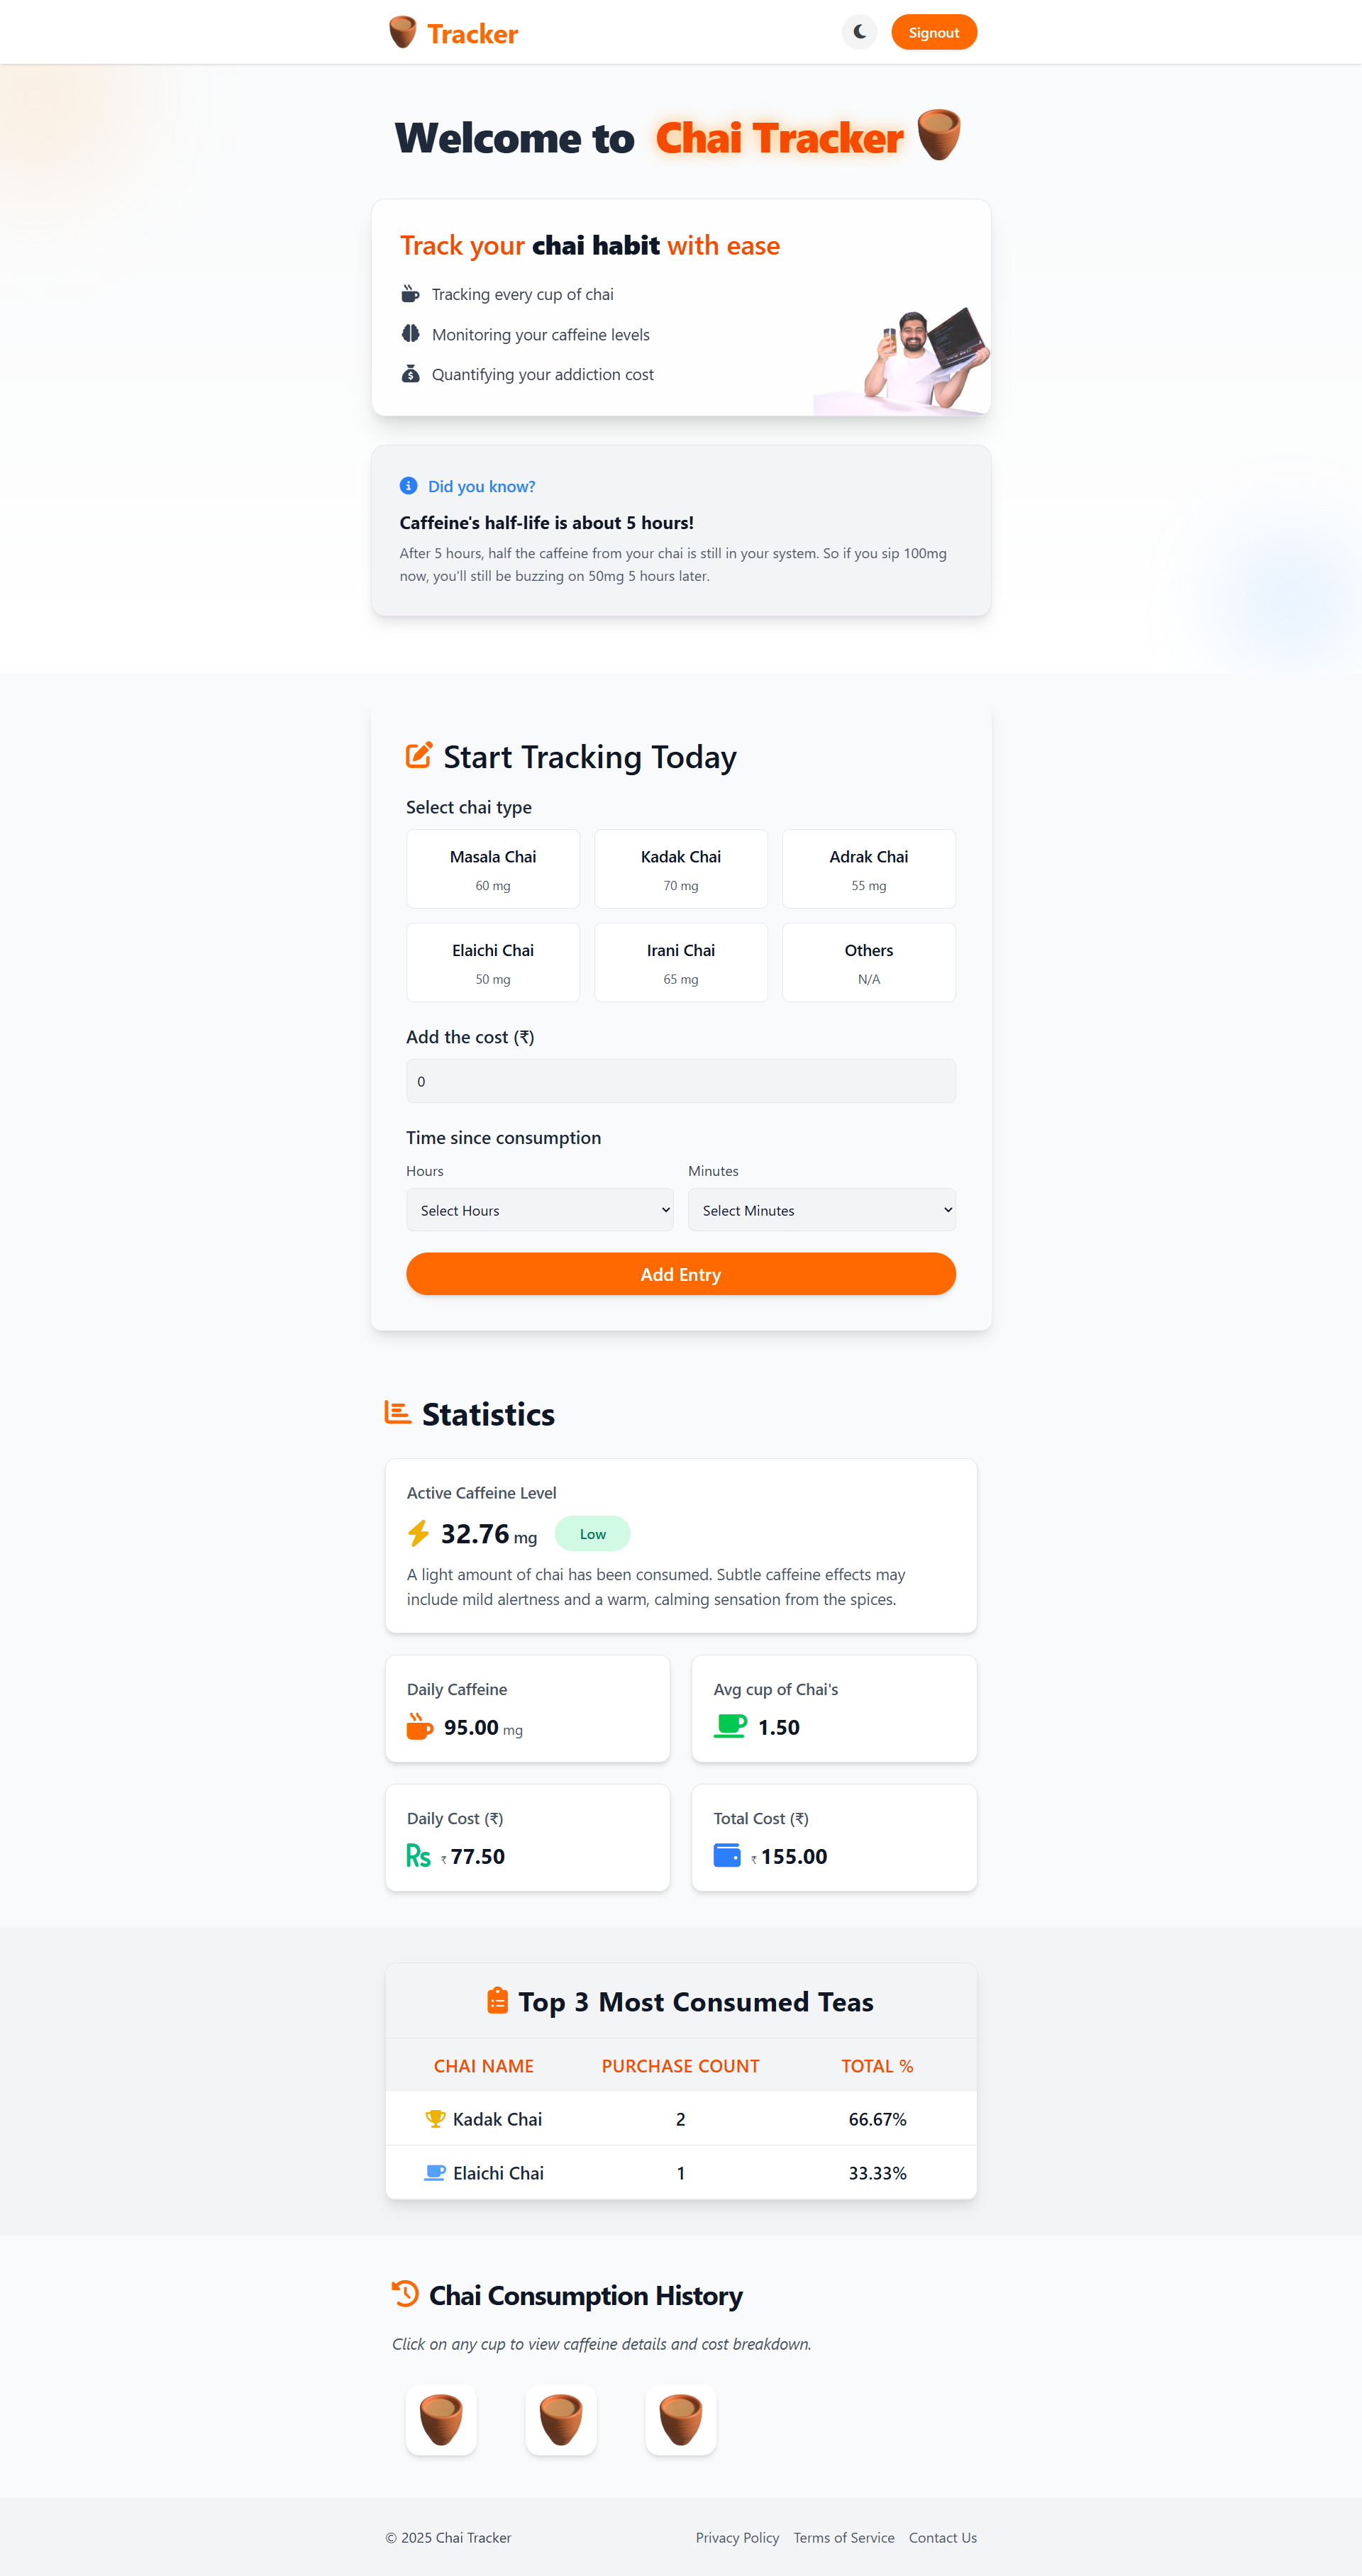 Tracker
Signout
Welcome to Chai Tracker
Track your chai habit with ease
Tracking every cup of chai
Monitoring your caffeine levels
Quantifying your addiction cost
Did you know?
Caffeine's half-life is about 5 hours!
After 5 hours, half the caffeine from your chai is still in your system. So if you sip 100mg
now, you'll still be buzzing on 50mg 5 hours later.
Start Tracking Today
Select chai type
Masala Chai
60 mg
Kadak Chai
70 mg
Adrak Chai
55 mg
Elaichi Chai
50 mg
Irani Chai
65 mg
Others
N/A
Add the cost (₹)
0
Time since consumption
Hours
Minutes
Select Hours
Select Minutes
Add Entry
Statistics
Active Caffeine Level
32.76 mg
Low
A light amount of chai has been consumed. Subtle caffeine effects may
include mild alertness and a warm, calming sensation from the spices.
Daily Caffeine
95.00 mg
Avg cup of Chai's
1.50
Daily Cost (₹)
Rs ₹ 77.50
Total Cost (₹)
₹ 155.00
Top 3 Most Consumed Teas
CHAI NAME PURCHASE COUNT TOTAL %
Kadak Chai 2 66.67%
Elaichi Chai 1 33.33%
Chai Consumption History
Click on any cup to view caffeine details and cost breakdown.
© 2025 Chai Tracker
Privacy Policy Terms of Service Contact Us